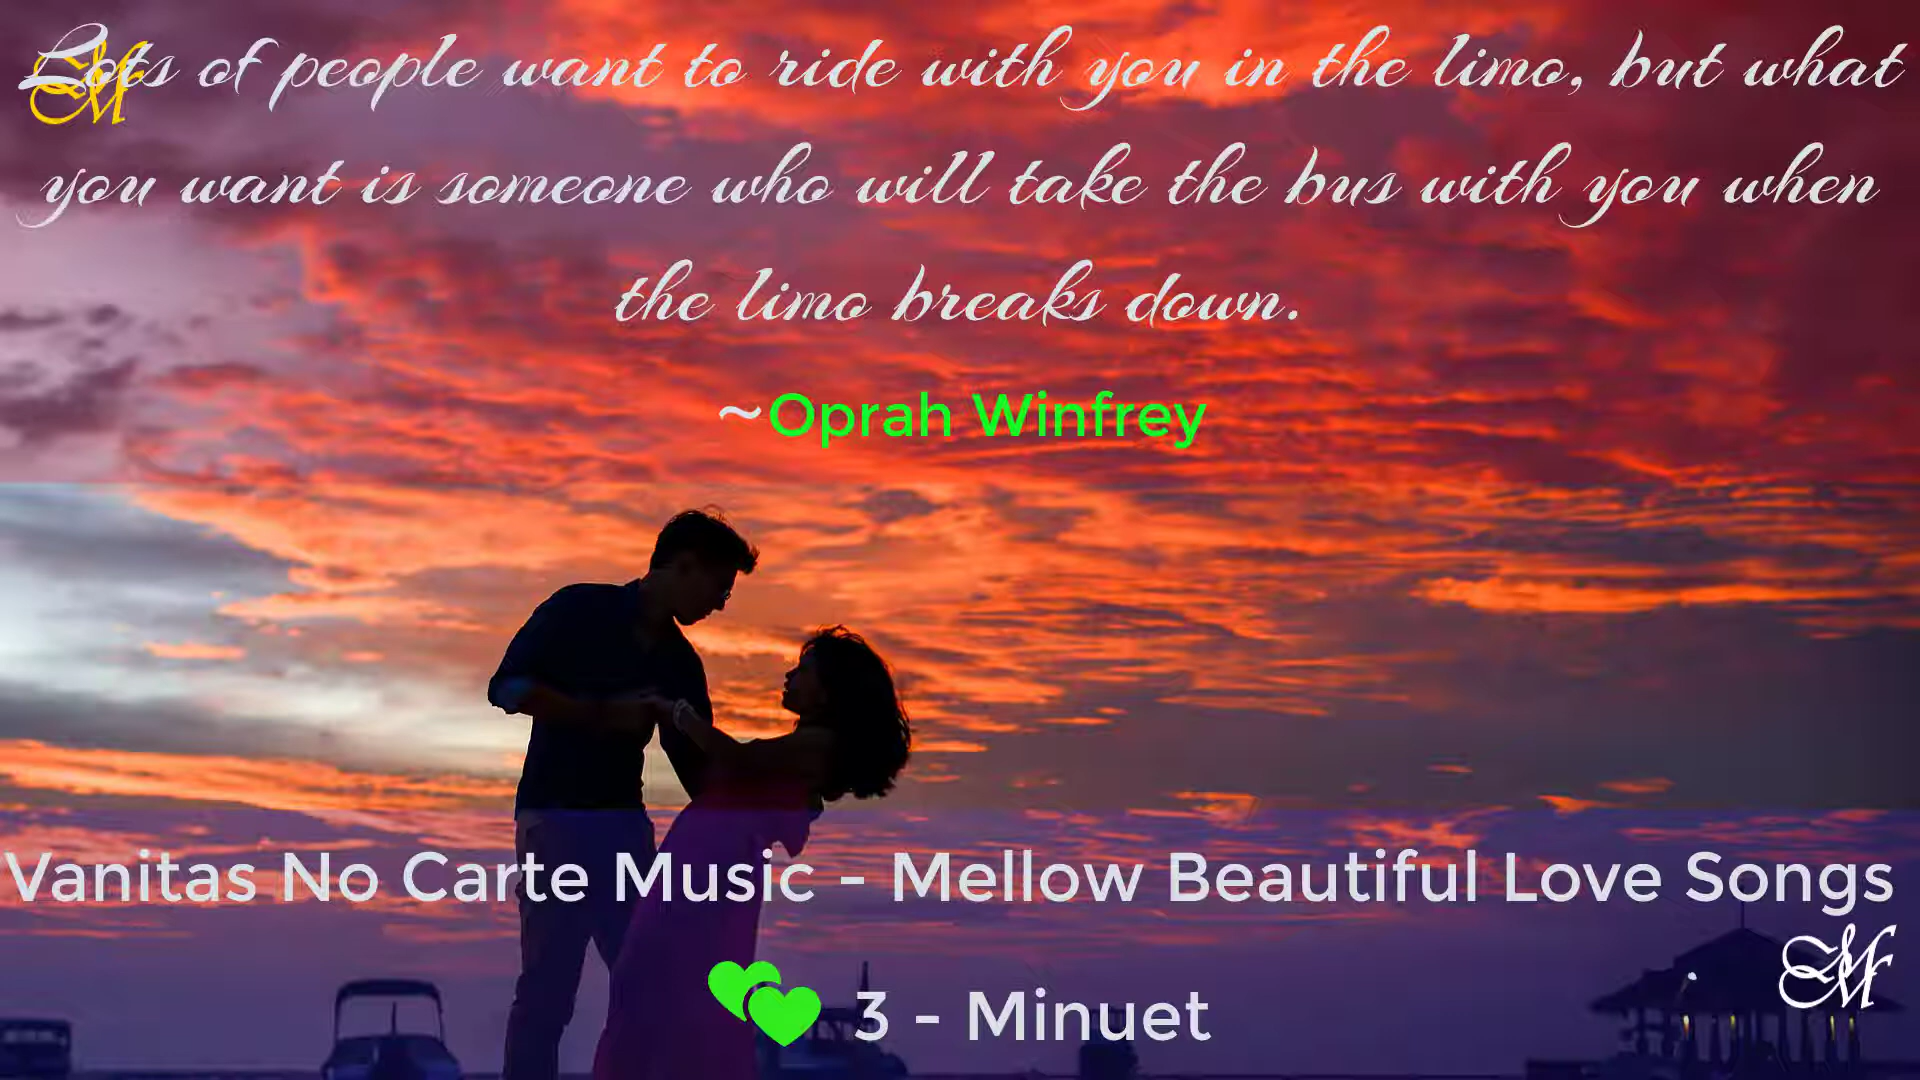 Lots of people want to ride with you in the limo, but what
you want is someone who will take the bus with you when
the limo breaks down.
~Oprah Winfrey
Vanitas No Carte Music - Mellow Beautiful Love Songs
3 - Minuet